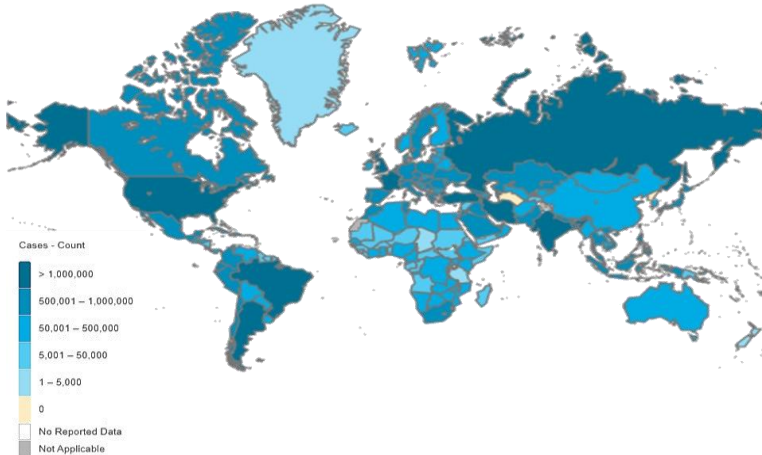 Cases - Count
> 1,000,000
500,001 – 1,000,000
50,001 – 500,000
5,001 – 50,000
1 – 5,000
0
No Reported Data
Not Applicable